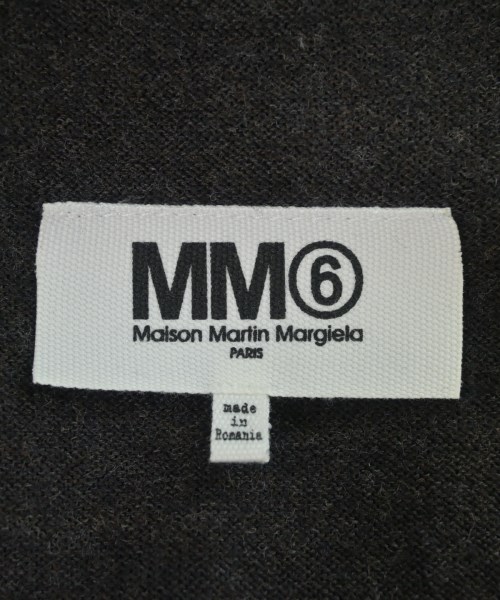 MM⑥
Maison Martin Margiela
PARIS
made
in
Romania